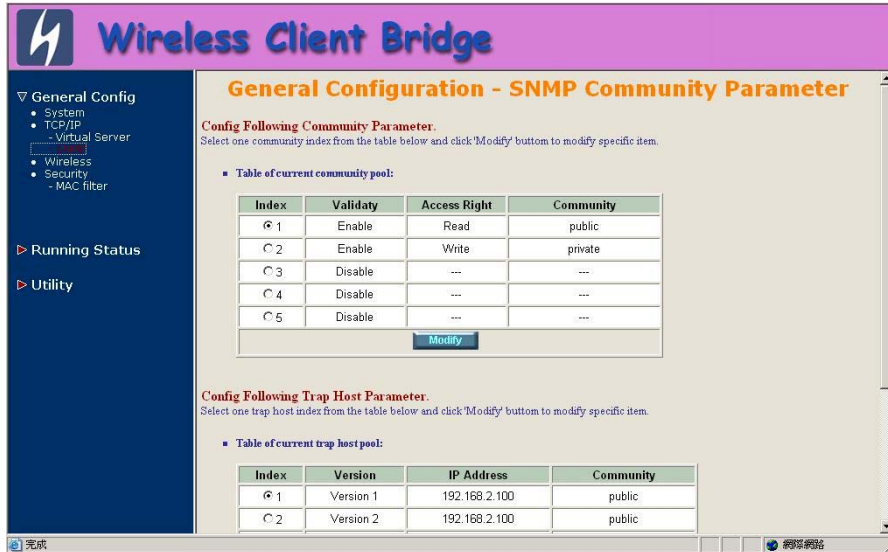 Wireless Client Bridge
General Config
System
TCP/IP
- Virtual Server
Wireless
Security
- MAC filter
Running Status
Utility
General Configuration - SNMP Community Parameter
Config Following Community Parameter.
Select one community index from the table below and click 'Modify' buttom to modify specific item.
Table of current community pool:
Index Validaty Access Right Community
1 Enable Read public
2 Enable Write private
3 Disable --- ---
4 Disable --- ---
5 Disable --- ---
Modify
Config Following Trap Host Parameter.
Select one trap host index from the table below and click 'Modify' buttom to modify specific item.
Table of current trap host pool:
Index Version IP Address Community
1 Version 1 192.168.2.100 public
2 Version 2 192.168.2.100 public
完成
網際網路